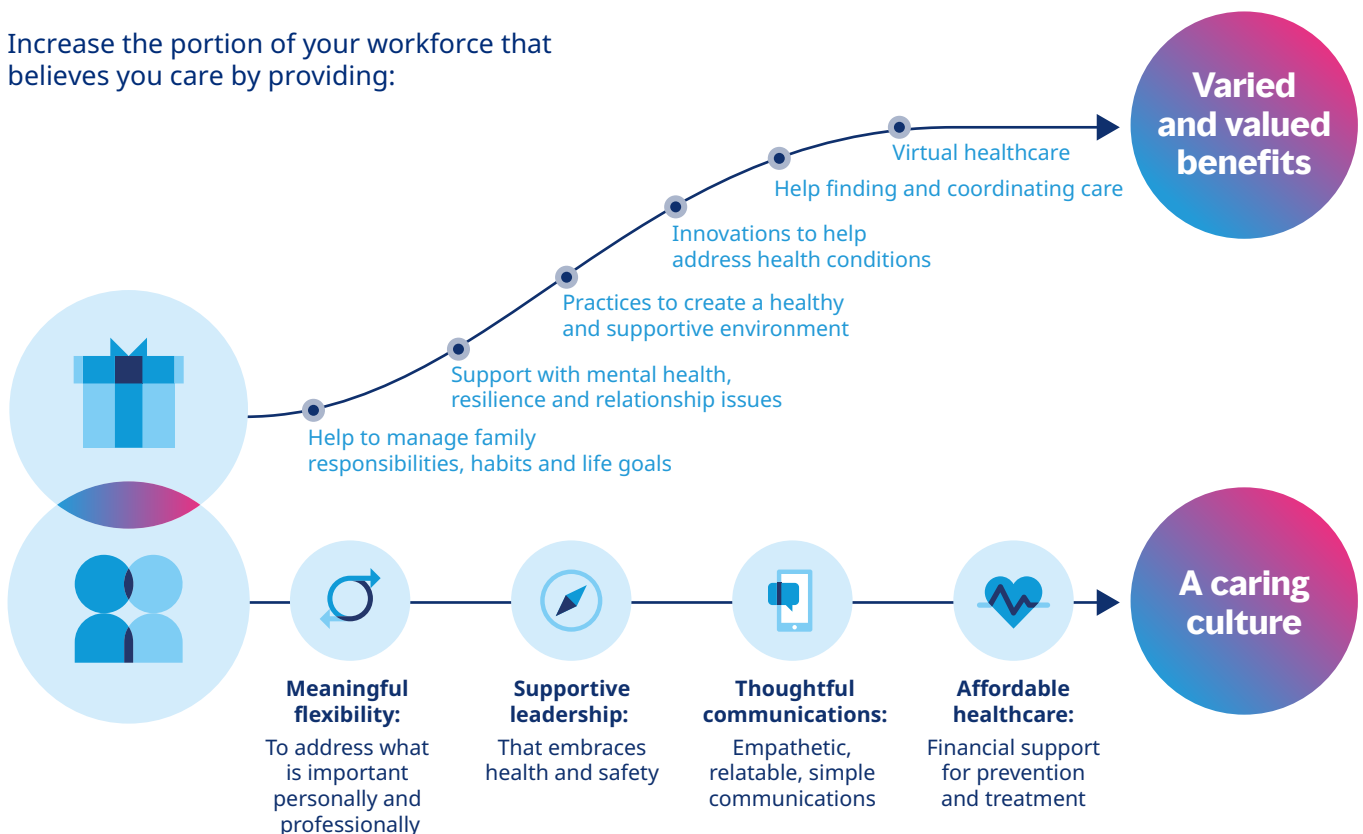 Increase the portion of your workforce that
believes you care by providing:
Varied
and valued
benefits
Virtual healthcare
Help finding and coordinating care
Innovations to help
address health conditions
Practices to create a healthy
and supportive environment
Support with mental health,
resilience and relationship issues
Help to manage family
responsibilities, habits and life goals
A caring
culture
Meaningful
flexibility:
To address what
is important
personally and
professionally
Supportive
leadership:
That embraces
health and safety
Thoughtful
communications:
Empathetic,
relatable, simple
communications
Affordable
healthcare:
Financial support
for prevention
and treatment